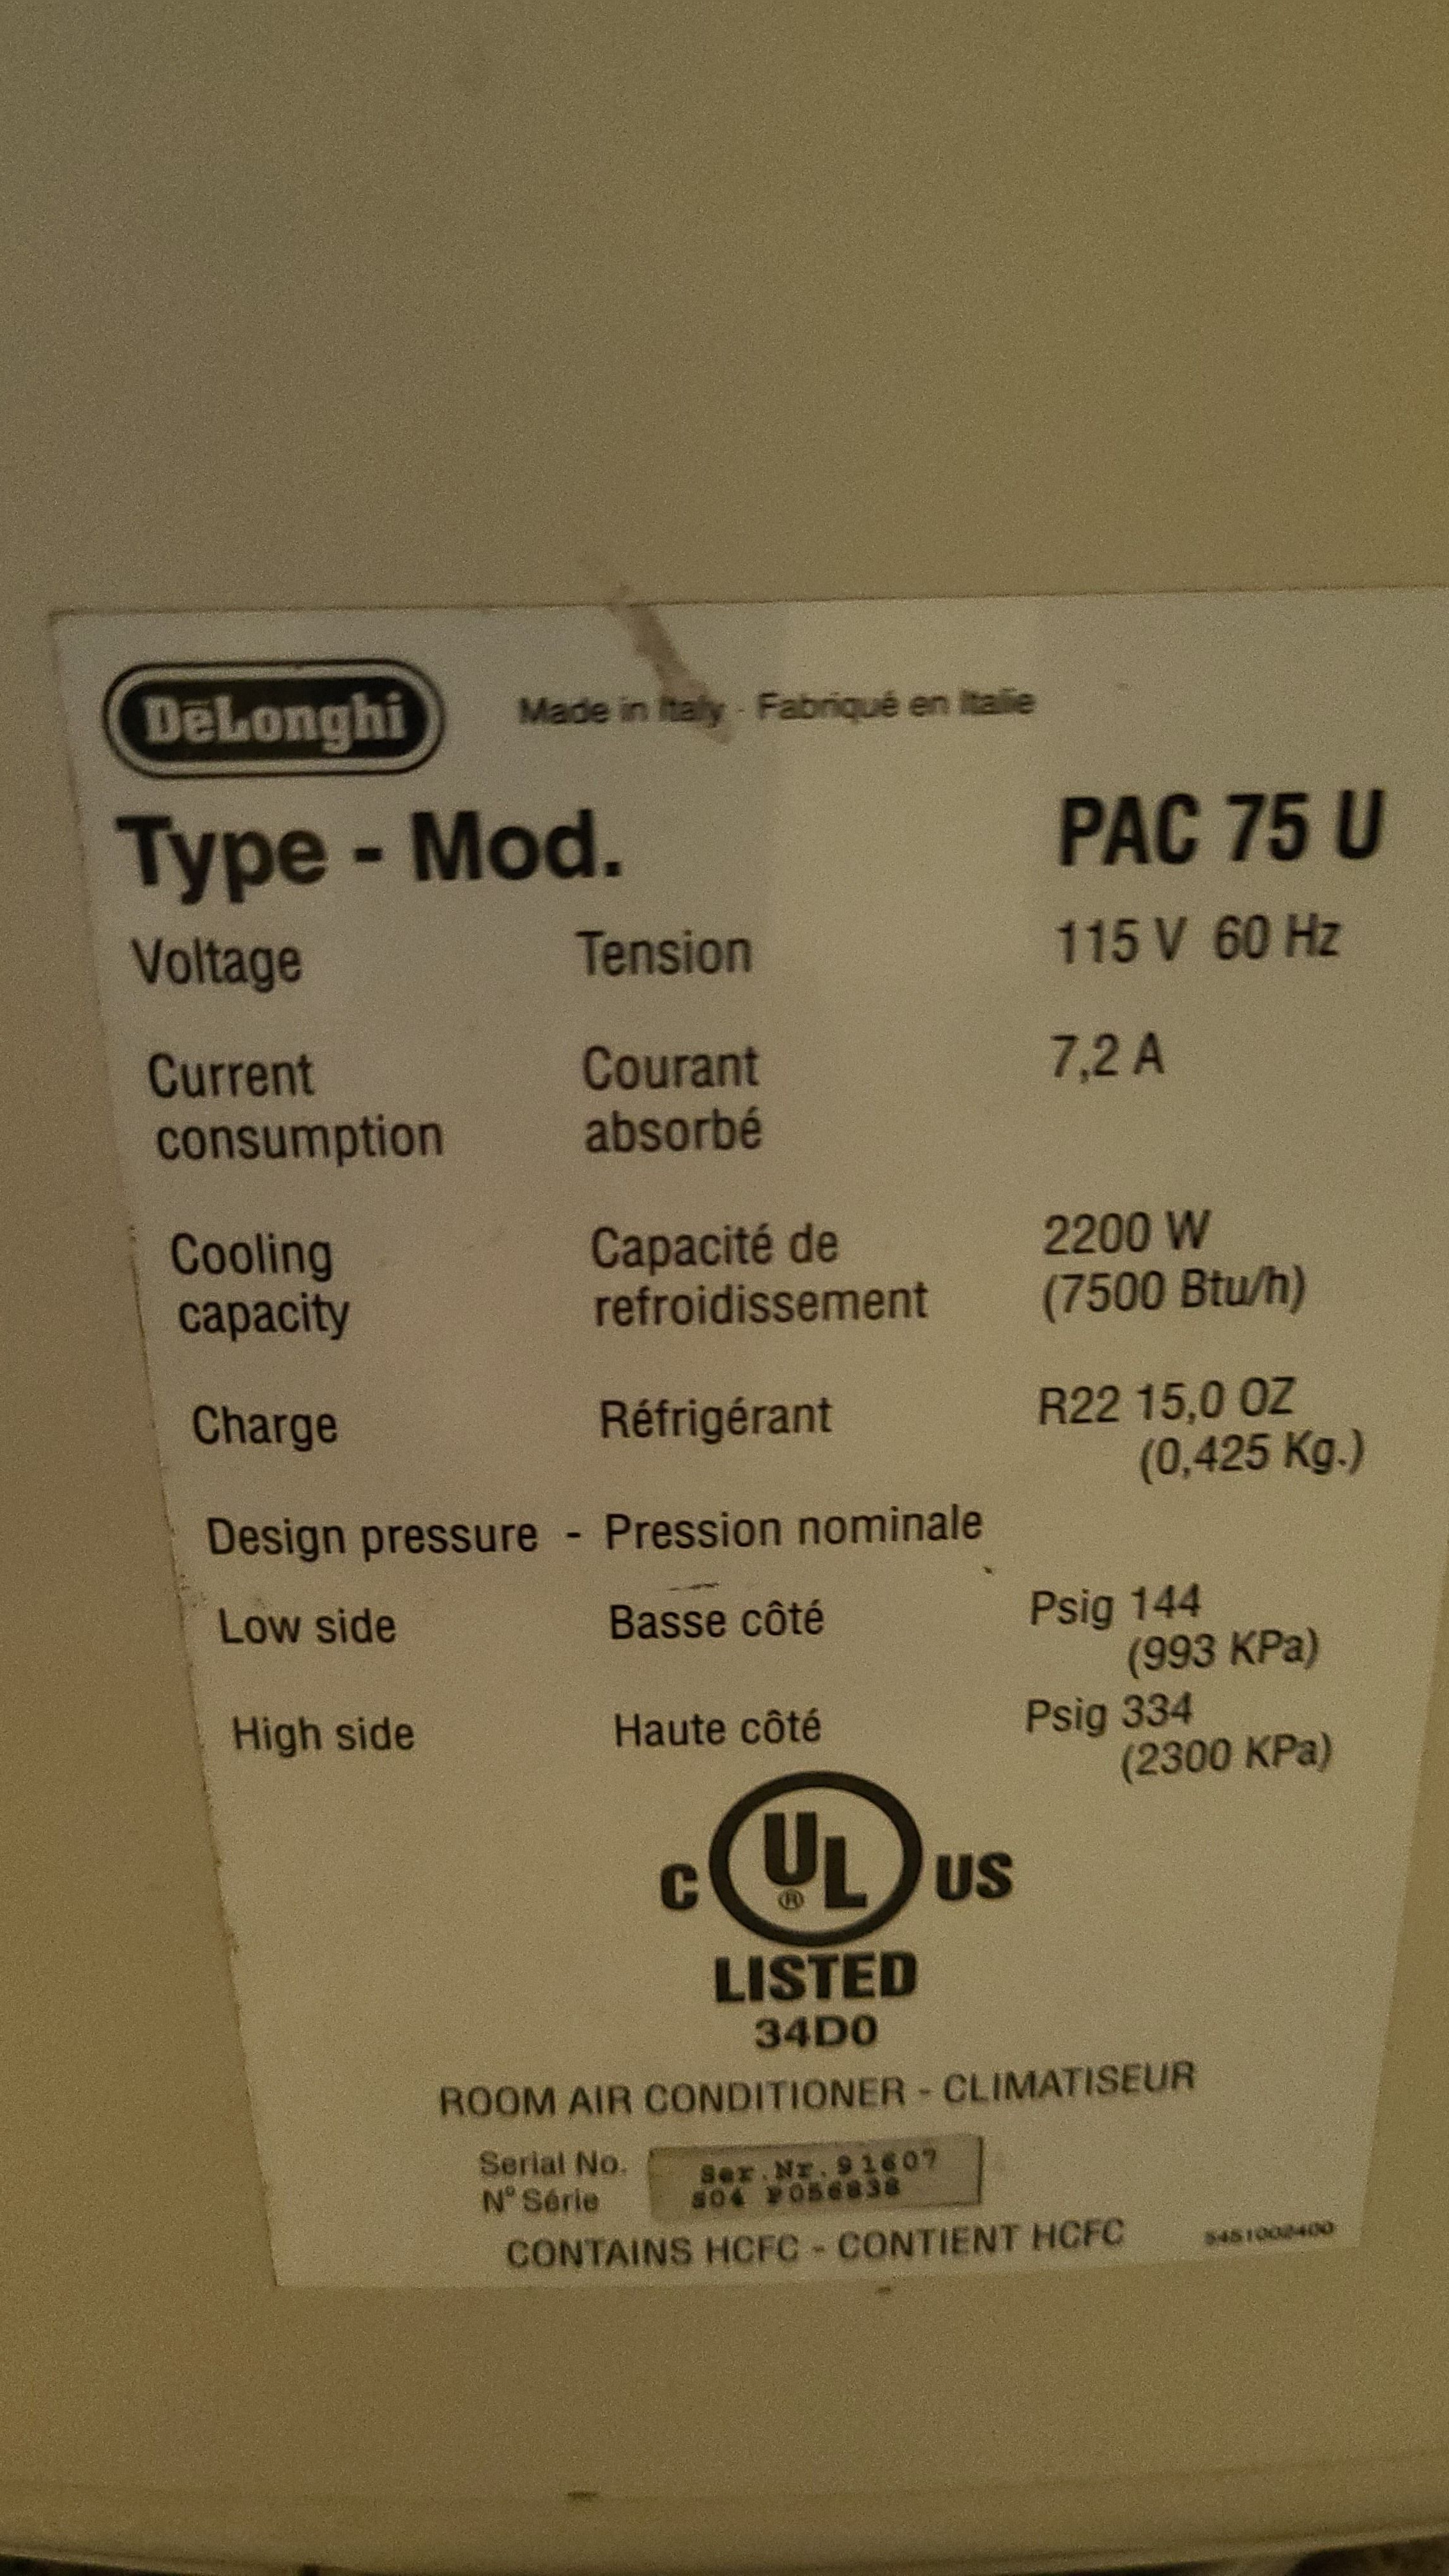 DeLonghi Made in Italy - Fabriqué en Italie
Type - Mod. PAC 75 U
Voltage Tension 115 V 60 Hz
Current consumption Courant absorbé 7,2 A
Cooling capacity Capacité de refroidissement 2200 W (7500 Btu/h)
Charge Réfrigérant R22 15,0 OZ (0,425 Kg.)
Design pressure - Pression nominale
Low side Basse côté Psig 144 (993 KPa)
High side Haute côté Psig 334 (2300 KPa)
C UL ® US
LISTED
34D0
ROOM AIR CONDITIONER - CLIMATISEUR
Serial No. Ser.Nr.91607
N° Série
CONTAINS HCFC - CONTIENT HCFC